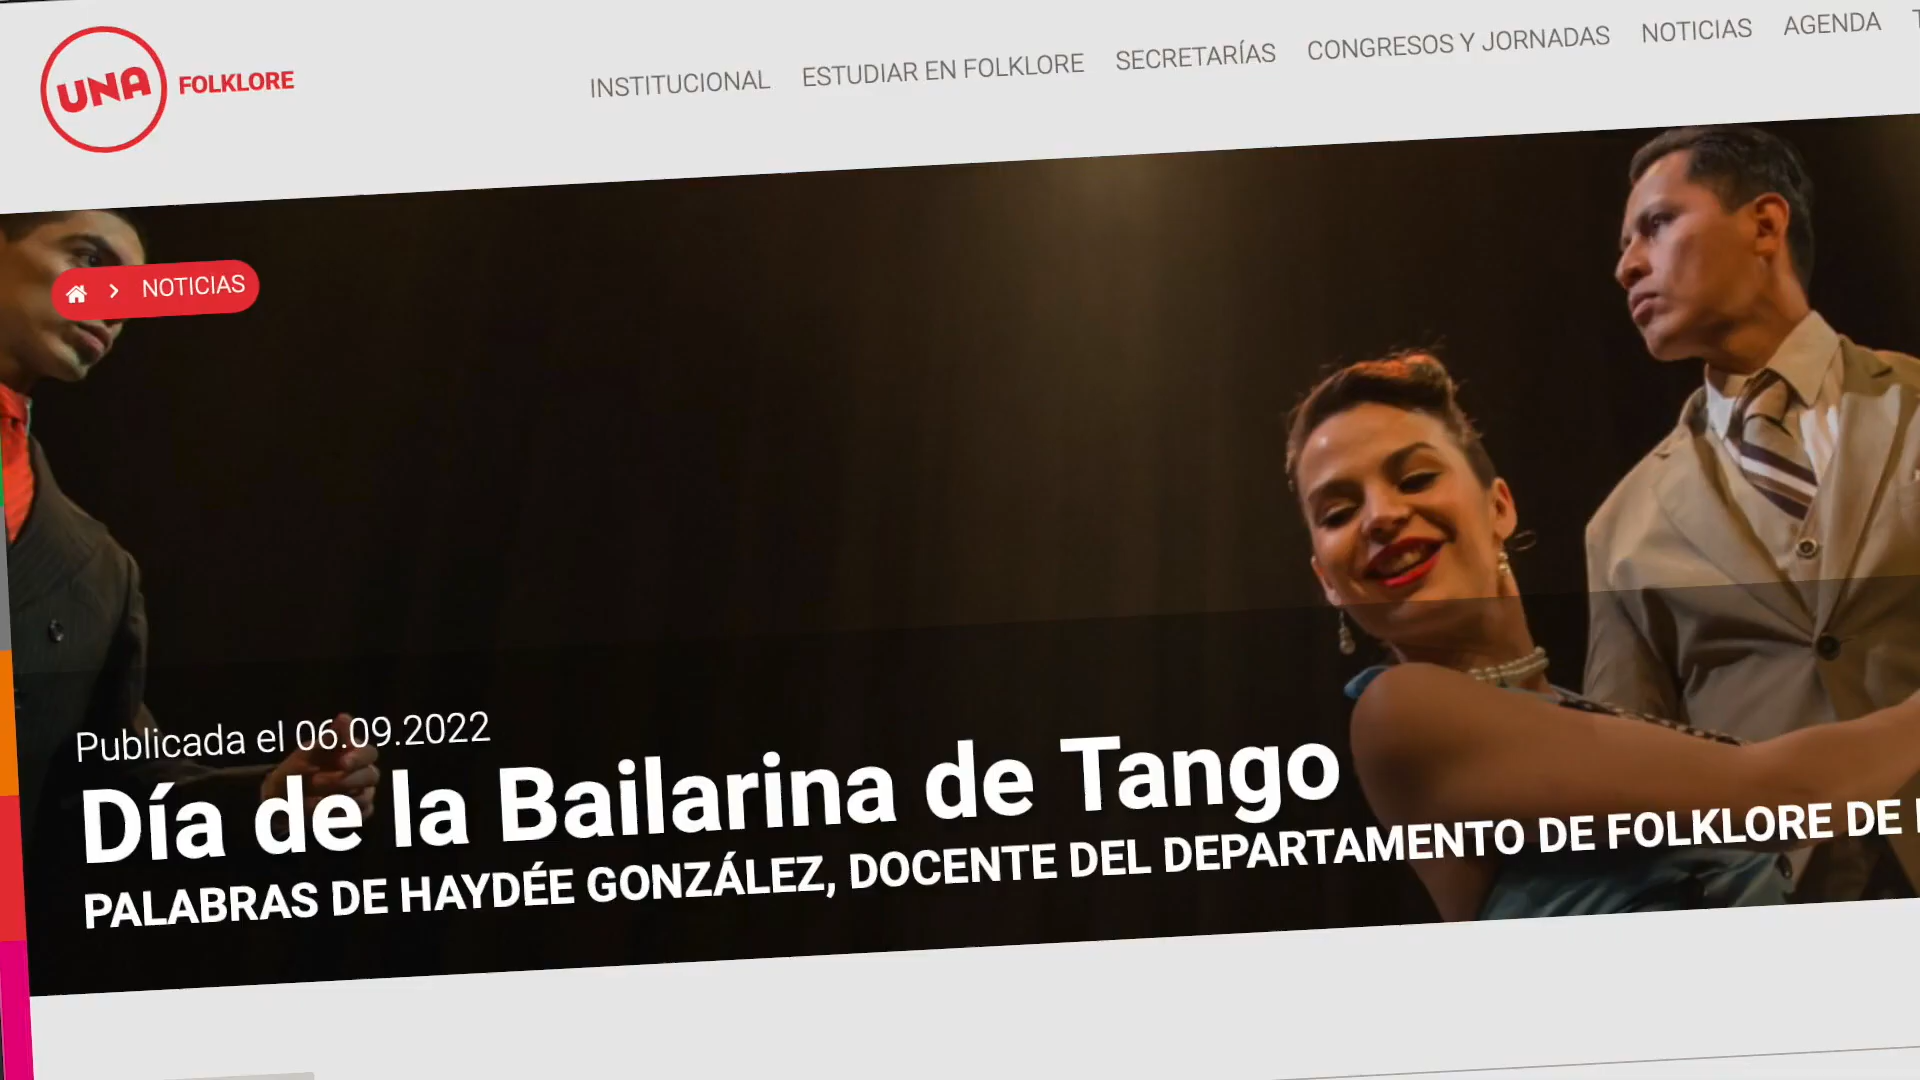 UNA FOLKLORE
INSTITUCIONAL ESTUDIAR EN FOLKLORE SECRETARÍAS CONGRESOS Y JORNADAS NOTICIAS AGENDA
NOTICIAS
Publicada el 06.09.2022
Día de la Bailarina de Tango
PALABRAS DE HAYDÉE GONZÁLEZ, DOCENTE DEL DEPARTAMENTO DE FOLKLORE DE